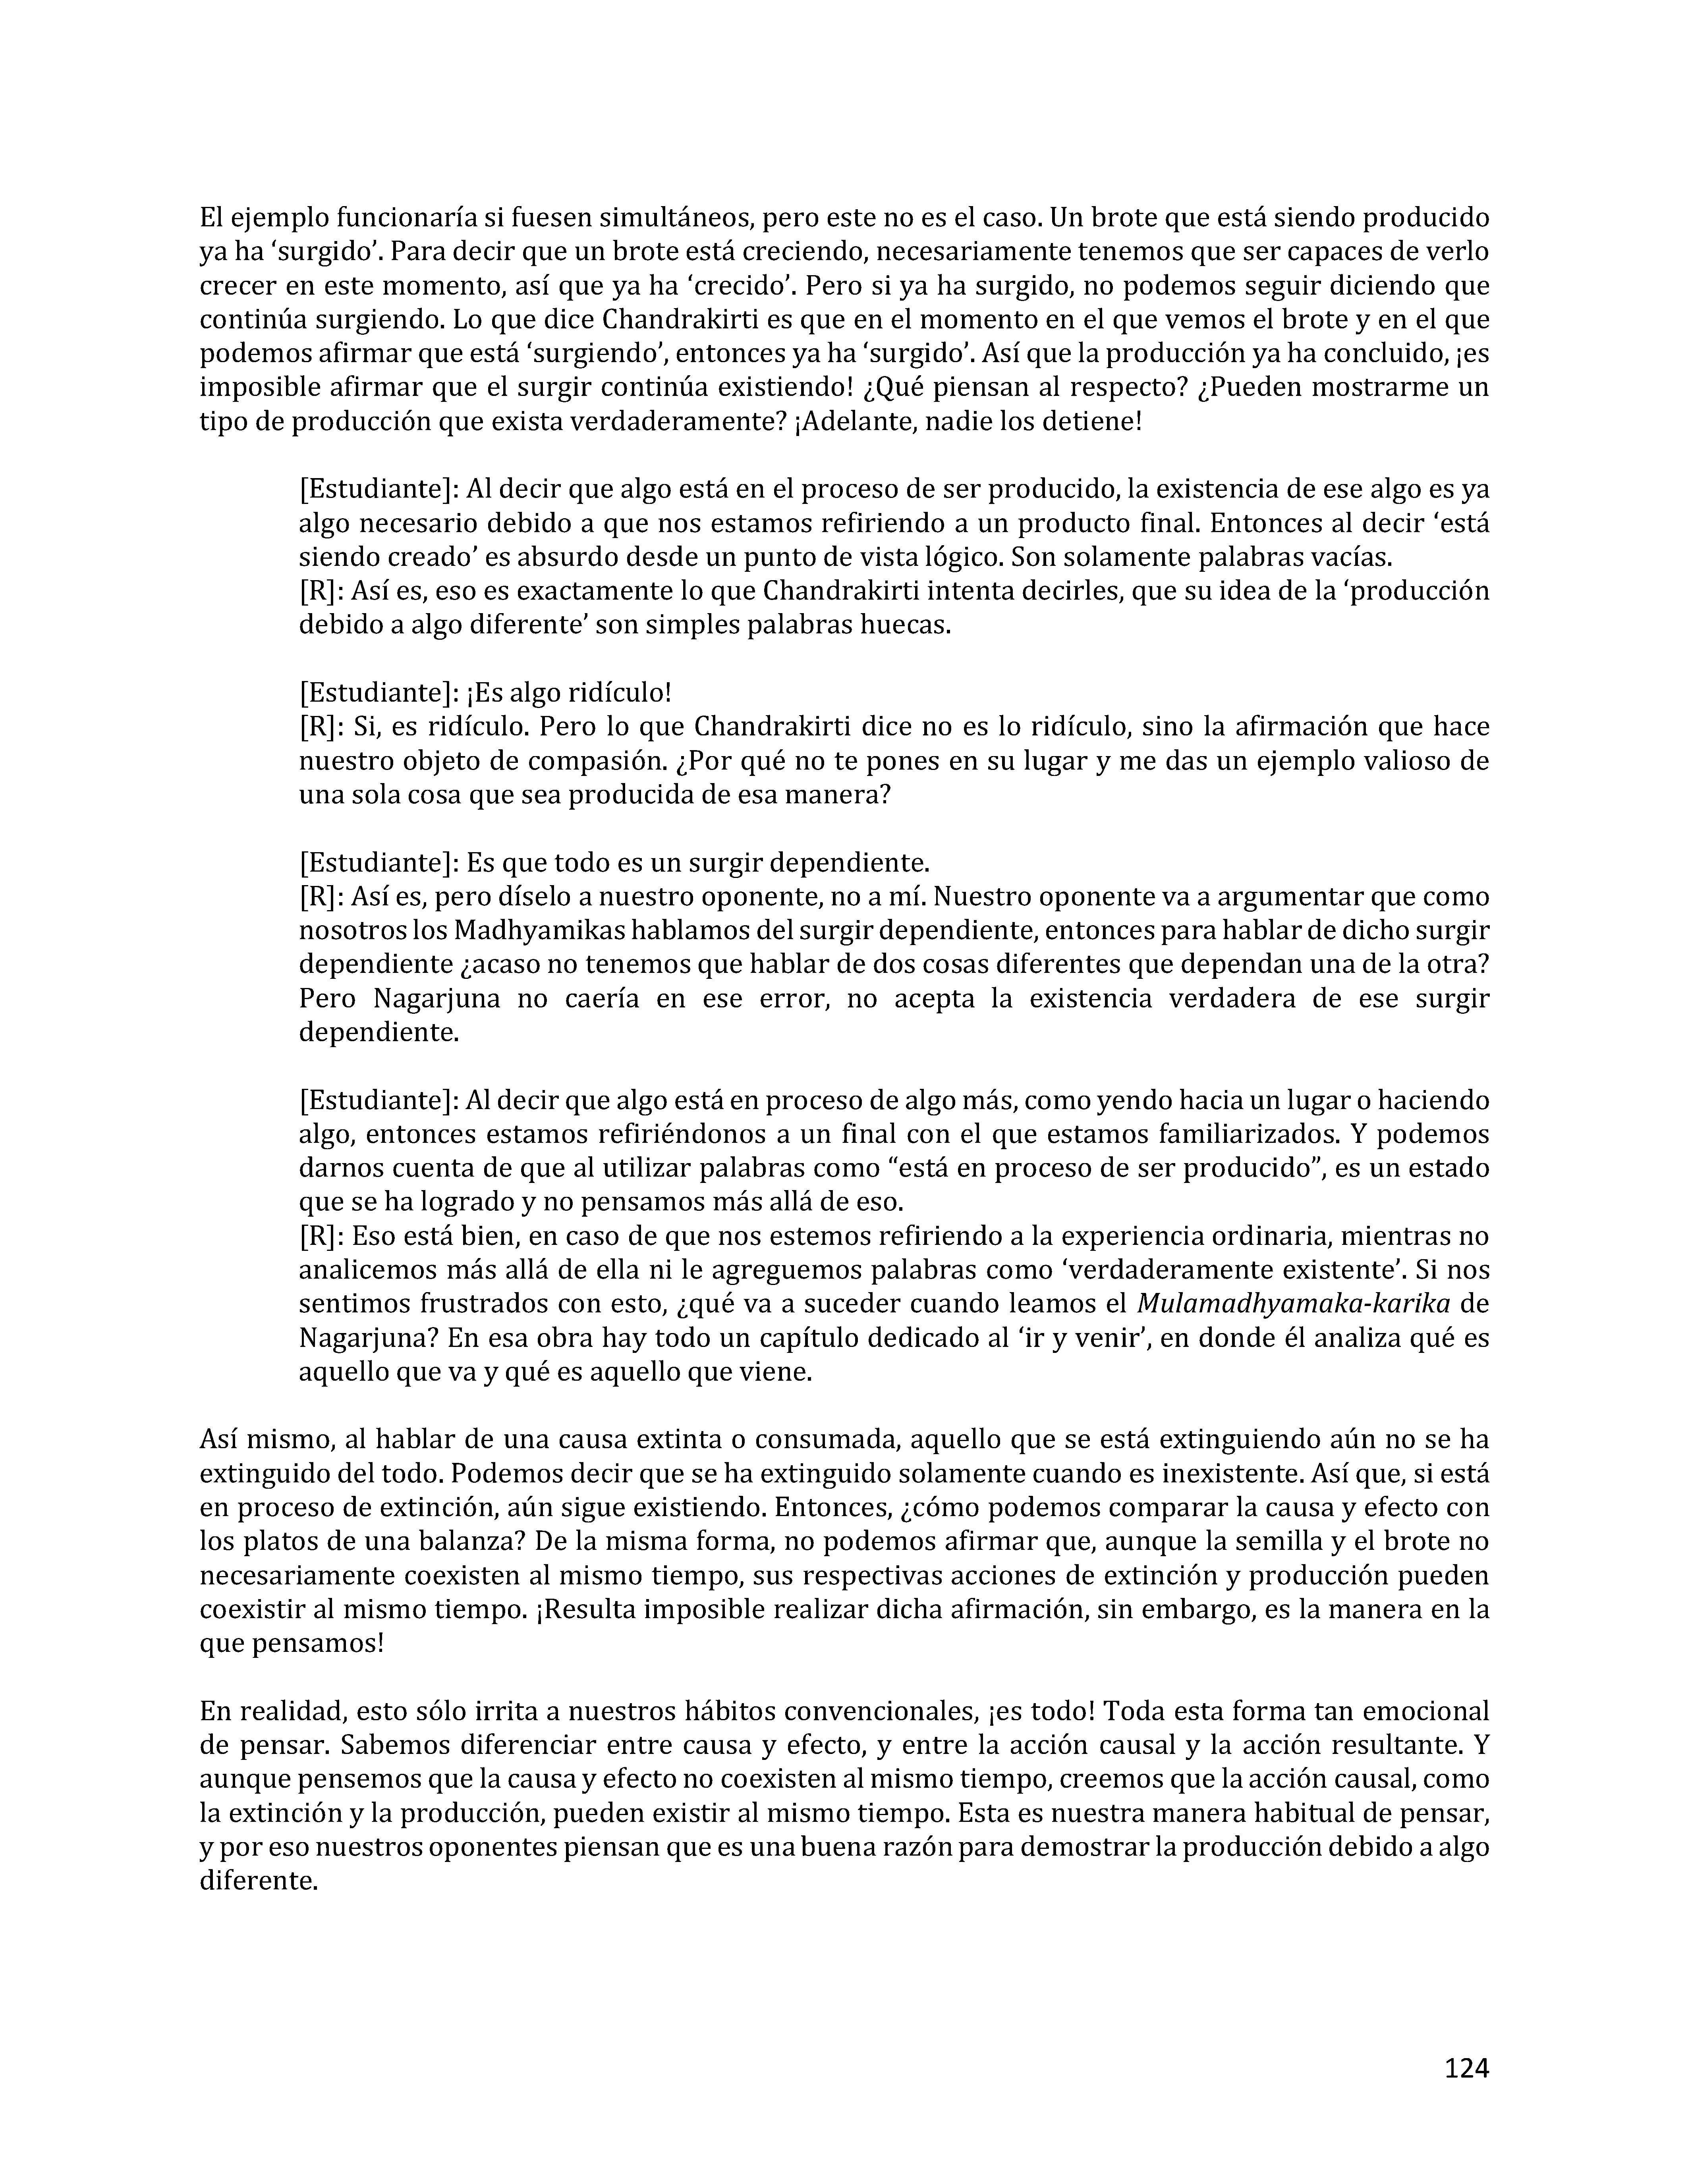 El ejemplo funcionaría si fuesen simultáneos, pero este no es el caso. Un brote que está siendo producido
ya ha ‘surgido’. Para decir que un brote está creciendo, necesariamente tenemos que ser capaces de verlo
crecer en este momento, así que ya ha ‘crecido’. Pero si ya ha surgido, no podemos seguir diciendo que
continúa surgiendo. Lo que dice Chandrakirti es que en el momento en el que vemos el brote y en el que
podemos afirmar que está ‘surgiendo’, entonces ya ha ‘surgido’. Así que la producción ya ha concluido, ¡es
imposible afirmar que el surgir continúa existiendo! ¿Qué piensan al respecto? ¿Pueden mostrarme un
tipo de producción que exista verdaderamente? ¡Adelante, nadie los detiene!
[Estudiante]: Al decir que algo está en el proceso de ser producido, la existencia de ese algo es ya
algo necesario debido a que nos estamos refiriendo a un producto final. Entonces al decir ‘está
siendo creado’ es absurdo desde un punto de vista lógico. Son solamente palabras vacías.
[R]: Así es, eso es exactamente lo que Chandrakirti intenta decirles, que su idea de la ‘producción
debido a algo diferente’ son simples palabras huecas.
[Estudiante]: ¡Es algo ridículo!
[R]: Si, es ridículo. Pero lo que Chandrakirti dice no es lo ridículo, sino la afirmación que hace
nuestro objeto de compasión. ¿Por qué no te pones en su lugar y me das un ejemplo valioso de
una sola cosa que sea producida de esa manera?
[Estudiante]: Es que todo es un surgir dependiente.
[R]: Así es, pero díselo a nuestro oponente, no a mí. Nuestro oponente va a argumentar que como
nosotros los Madhyamikas hablamos del surgir dependiente, entonces para hablar de dicho surgir
dependiente ¿acaso no tenemos que hablar de dos cosas diferentes que dependan una de la otra?
Pero Nagarjuna no caería en ese error, no acepta la existencia verdadera de ese surgir
dependiente.
[Estudiante]: Al decir que algo está en proceso de algo más, como yendo hacia un lugar o haciendo
algo, entonces estamos refiriéndonos a un final con el que estamos familiarizados. Y podemos
darnos cuenta de que al utilizar palabras como “está en proceso de ser producido”, es un estado
que se ha logrado y no pensamos más allá de eso.
[R]: Eso está bien, en caso de que nos estemos refiriendo a la experiencia ordinaria, mientras no
analicemos más allá de ella ni le agreguemos palabras como ‘verdaderamente existente’. Si nos
sentimos frustrados con esto, ¿qué va a suceder cuando leamos el Mulamadhyamaka-karika de
Nagarjuna? En esa obra hay todo un capítulo dedicado al ‘ir y venir’, en donde él analiza qué es
aquello que va y qué es aquello que viene.
Así mismo, al hablar de una causa extinta o consumada, aquello que se está extinguiendo aún no se ha
extinguido del todo. Podemos decir que se ha extinguido solamente cuando es inexistente. Así que, si está
en proceso de extinción, aún sigue existiendo. Entonces, ¿cómo podemos comparar la causa y efecto con
los platos de una balanza? De la misma forma, no podemos afirmar que, aunque la semilla y el brote no
necesariamente coexisten al mismo tiempo, sus respectivas acciones de extinción y producción pueden
coexistir al mismo tiempo. ¡Resulta imposible realizar dicha afirmación, sin embargo, es la manera en la
que pensamos!
En realidad, esto sólo irrita a nuestros hábitos convencionales, ¡es todo! Toda esta forma tan emocional
de pensar. Sabemos diferenciar entre causa y efecto, y entre la acción causal y la acción resultante. Y
aunque pensemos que la causa y efecto no coexisten al mismo tiempo, creemos que la acción causal, como
la extinción y la producción, pueden existir al mismo tiempo. Esta es nuestra manera habitual de pensar,
y por eso nuestros oponentes piensan que es una buena razón para demostrar la producción debido a algo
diferente.
124